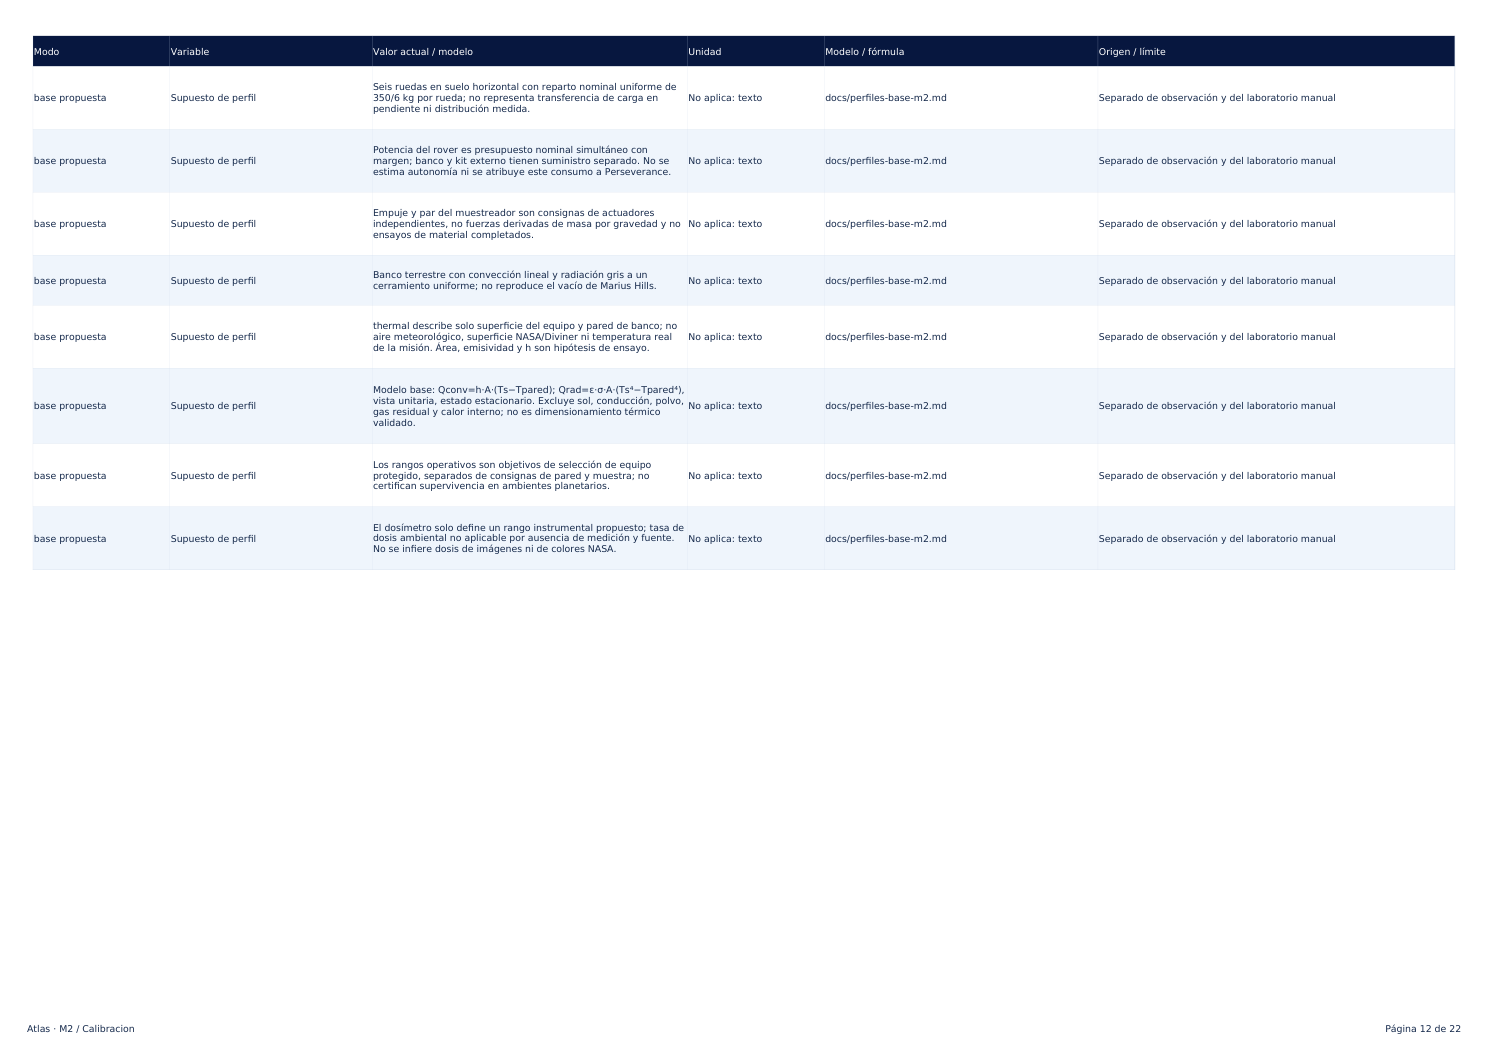 Modo Variable Valor actual / modelo Unidad Modelo / fórmula Origen / límite
Seis ruedas en suelo horizontal con reparto nominal uniforme de
base propuesta Supuesto de perfil 350/6 kg por rueda; no representa transferencia de carga en No aplica: texto docs/perfiles-base-m2.md Separado de observación y del laboratorio manual
pendiente ni distribución medida.
Potencia del rover es presupuesto nominal simultáneo con
base propuesta Supuesto de perfil margen; banco y kit externo tienen suministro separado. No se No aplica: texto docs/perfiles-base-m2.md Separado de observación y del laboratorio manual
estima autonomía ni se atribuye este consumo a Perseverance.
Empuje y par del muestreador son consignas de actuadores
base propuesta Supuesto de perfil independientes, no fuerzas derivadas de masa por gravedad y no No aplica: texto docs/perfiles-base-m2.md Separado de observación y del laboratorio manual
ensayos de material completados.
Banco terrestre con convección lineal y radiación gris a un
base propuesta Supuesto de perfil cerramiento uniforme; no reproduce el vacío de Marius Hills. No aplica: texto docs/perfiles-base-m2.md Separado de observación y del laboratorio manual
thermal describe solo superficie del equipo y pared de banco; no
base propuesta Supuesto de perfil aire meteorológico, superficie NASA/Diviner ni temperatura real No aplica: texto docs/perfiles-base-m2.md Separado de observación y del laboratorio manual
de la misión. Área, emisividad y h son hipótesis de ensayo.
Modelo base: Qconv=h·A·(Ts−Tpared); Qrad=ε·σ·A·(Ts⁴−Tpared⁴),
vista unitaria, estado estacionario. Excluye sol, conducción, polvo,
base propuesta Supuesto de perfil gas residual y calor interno; no es dimensionamiento térmico No aplica: texto docs/perfiles-base-m2.md Separado de observación y del laboratorio manual
validado.
Los rangos operativos son objetivos de selección de equipo
base propuesta Supuesto de perfil protegido, separados de consignas de pared y muestra; no No aplica: texto docs/perfiles-base-m2.md Separado de observación y del laboratorio manual
certifican supervivencia en ambientes planetarios.
El dosímetro solo define un rango instrumental propuesto; tasa de
base propuesta Supuesto de perfil dosis ambiental no aplicable por ausencia de medición y fuente. No aplica: texto docs/perfiles-base-m2.md Separado de observación y del laboratorio manual
No se infiere dosis de imágenes ni de colores NASA.
Atlas · M2 / Calibracion Página 12 de 22